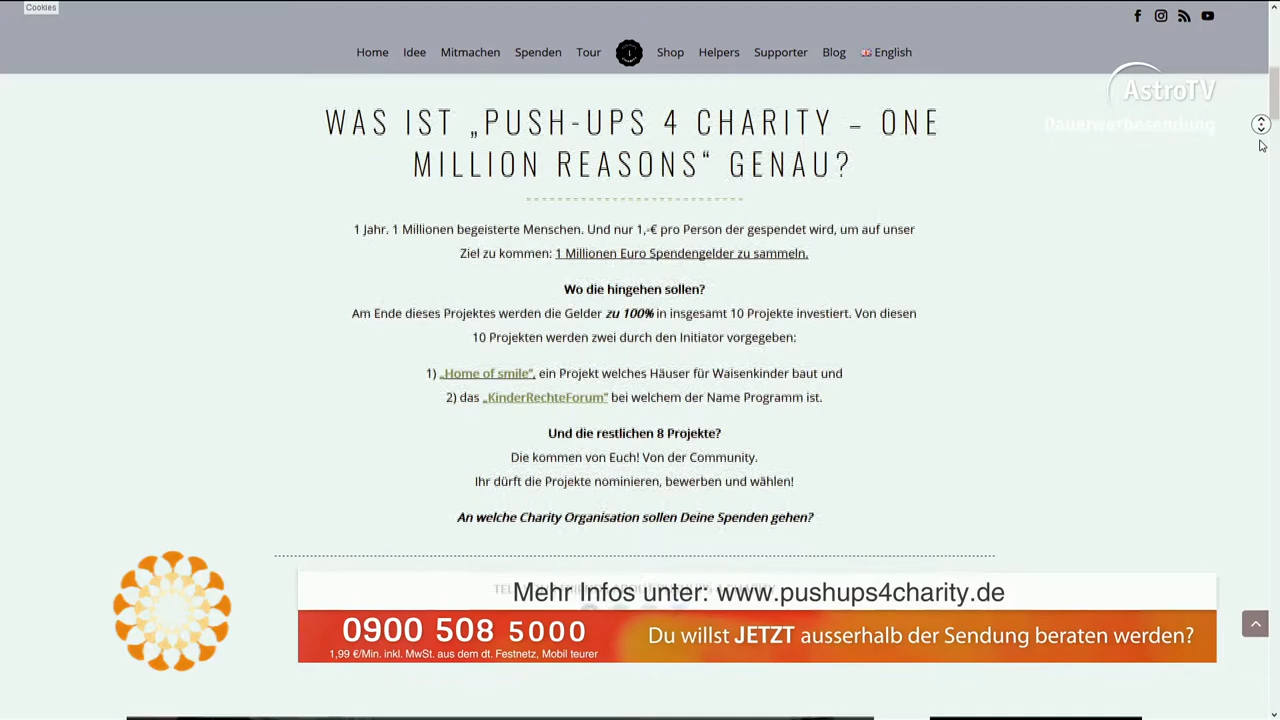 Cookies
Home Idee Mitmachen Spenden Tour Shop Helpers Supporter Blog English
AstroTV
Dauerwerbesendung
WAS IST „PUSH-UPS 4 CHARITY – ONE
MILLION REASONS“ GENAU?
1 Jahr. 1 Millionen begeisterte Menschen. Und nur 1,-€ pro Person der gespendet wird, um auf unser
Ziel zu kommen: 1 Millionen Euro Spendengelder zu sammeln.
Wo die hingehen sollen?
Am Ende dieses Projektes werden die Gelder zu 100% in insgesamt 10 Projekte investiert. Von diesen
10 Projekten werden zwei durch den Initiator vorgegeben:
1) „Home of smile“, ein Projekt welches Häuser für Waisenkinder baut und
2) das „KinderRechteForum“ bei welchem der Name Programm ist.
Und die restlichen 8 Projekte?
Die kommen von Euch! Von der Community.
Ihr dürft die Projekte nominieren, bewerben und wählen!
An welche Charity Organisation sollen Deine Spenden gehen?
Mehr Infos unter: www.pushups4charity.de
0900 508 5000
Du willst JETZT ausserhalb der Sendung beraten werden?
1,99 €/Min. inkl. MwSt. aus dem dt. Festnetz, Mobil teurer